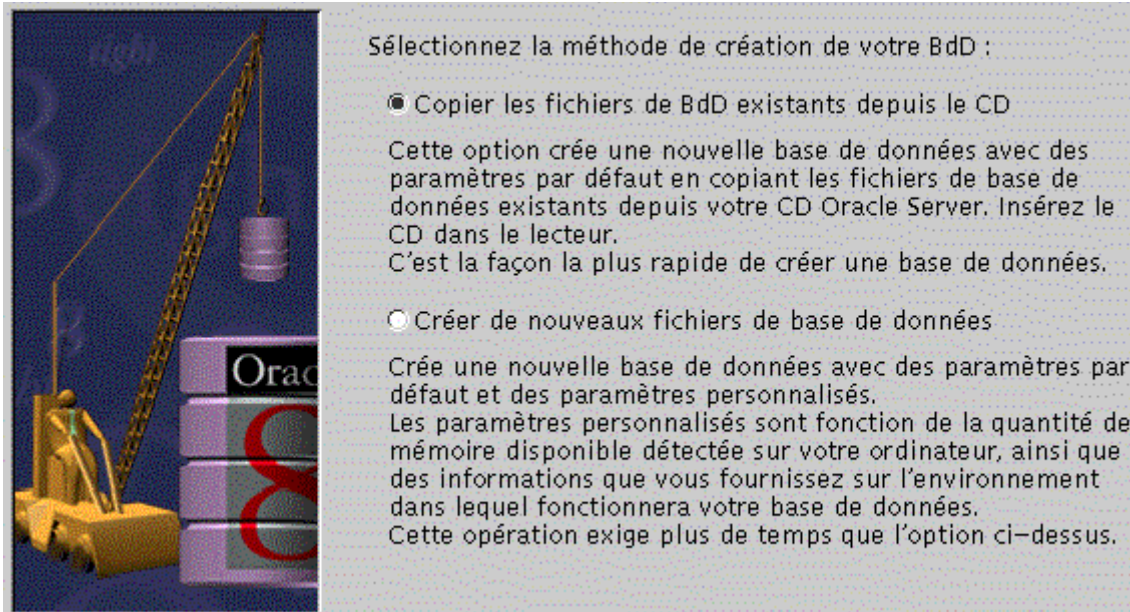 right
Sélectionnez la méthode de création de votre BdD :
Copier les fichiers de BdD existants depuis le CD
Cette option crée une nouvelle base de données avec des
paramètres par défaut en copiant les fichiers de base de
données existants depuis votre CD Oracle Server. Insérez le
CD dans le lecteur.
C'est la façon la plus rapide de créer une base de données.
Créer de nouveaux fichiers de base de données
Crée une nouvelle base de données avec des paramètres par
défaut et des paramètres personnalisés.
Les paramètres personnalisés sont fonction de la quantité de
mémoire disponible détectée sur votre ordinateur, ainsi que
des informations que vous fournissez sur l'environnement
dans lequel fonctionnera votre base de données.
Cette opération exige plus de temps que l'option ci-dessus.
Orac
8